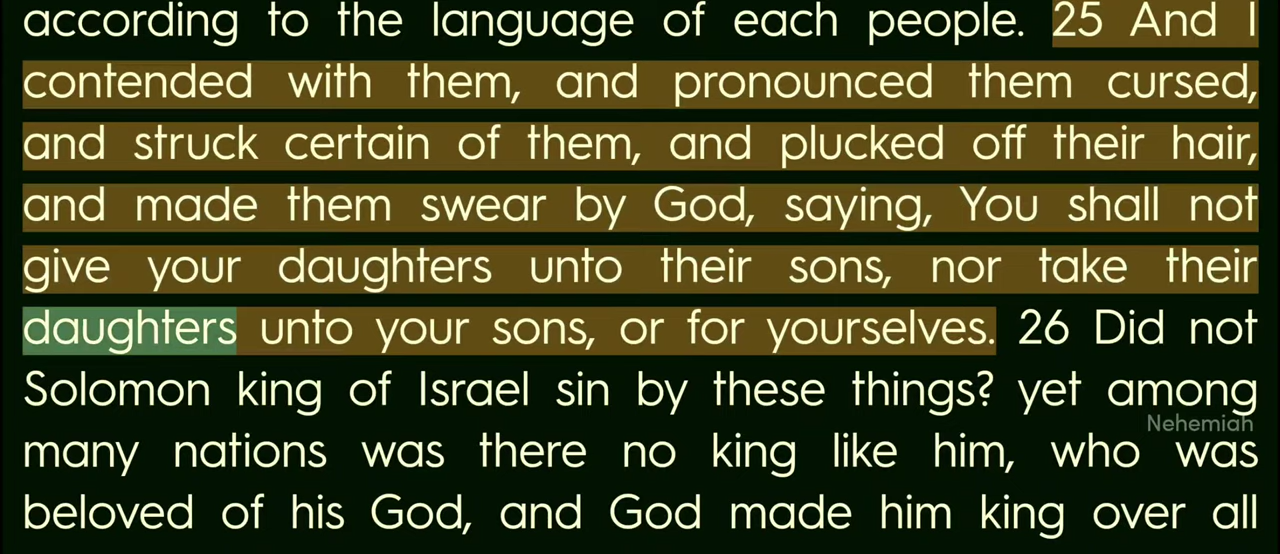 according to the language of each people. 25 And I
contended with them, and pronounced them cursed,
and struck certain of them, and plucked off their hair,
and made them swear by God, saying, You shall not
give your daughters unto their sons, nor take their
daughters unto your sons, or for yourselves. 26 Did not
Solomon king of Israel sin by these things? yet among
Nehemiah
many nations was there no king like him, who was
beloved of his God, and God made him king over all